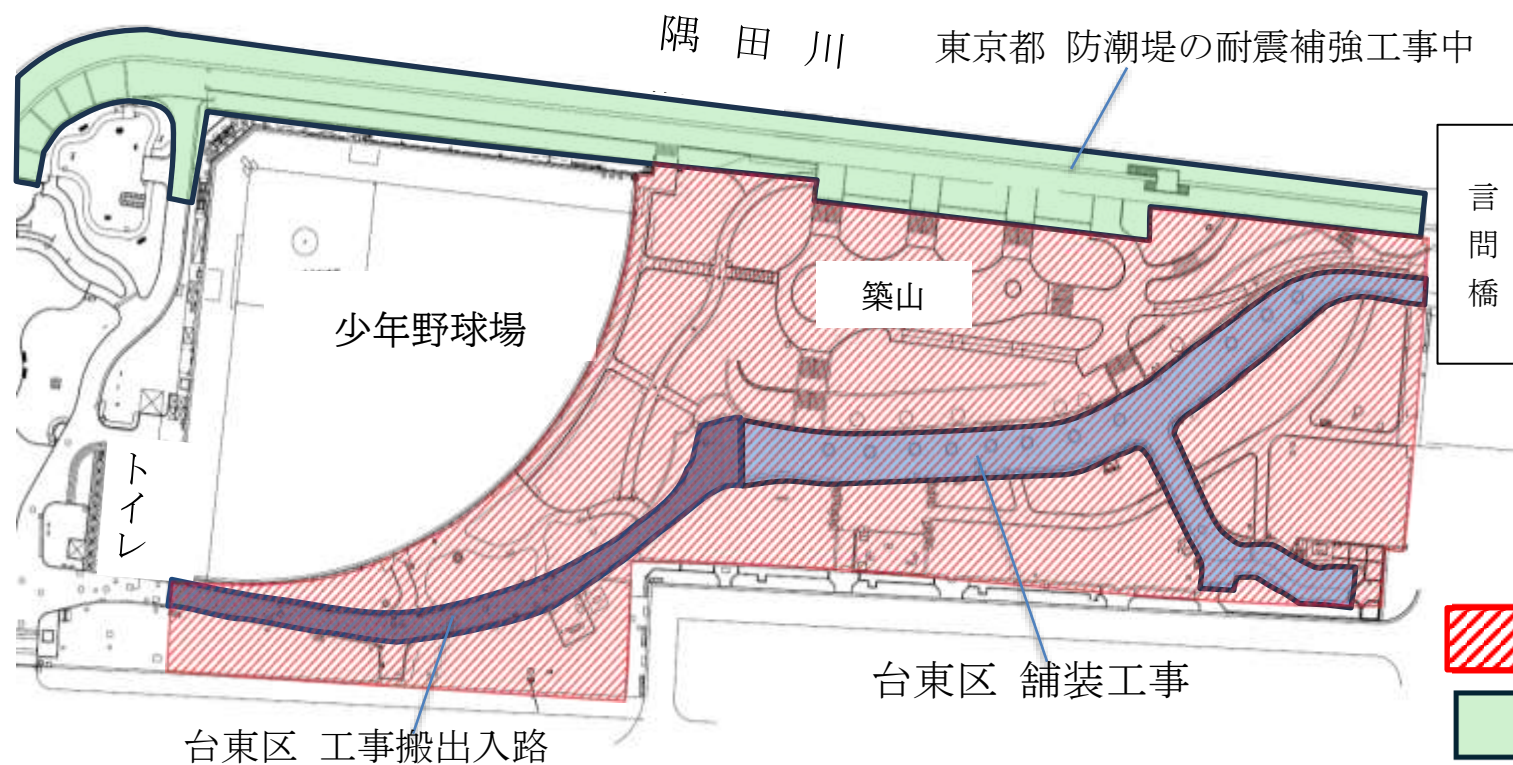 隅田川
東京都 防潮堤の耐震補強工事中
言問橋
築山
少年野球場
トイレ
台東区 舗装工事
台東区 工事搬出入路